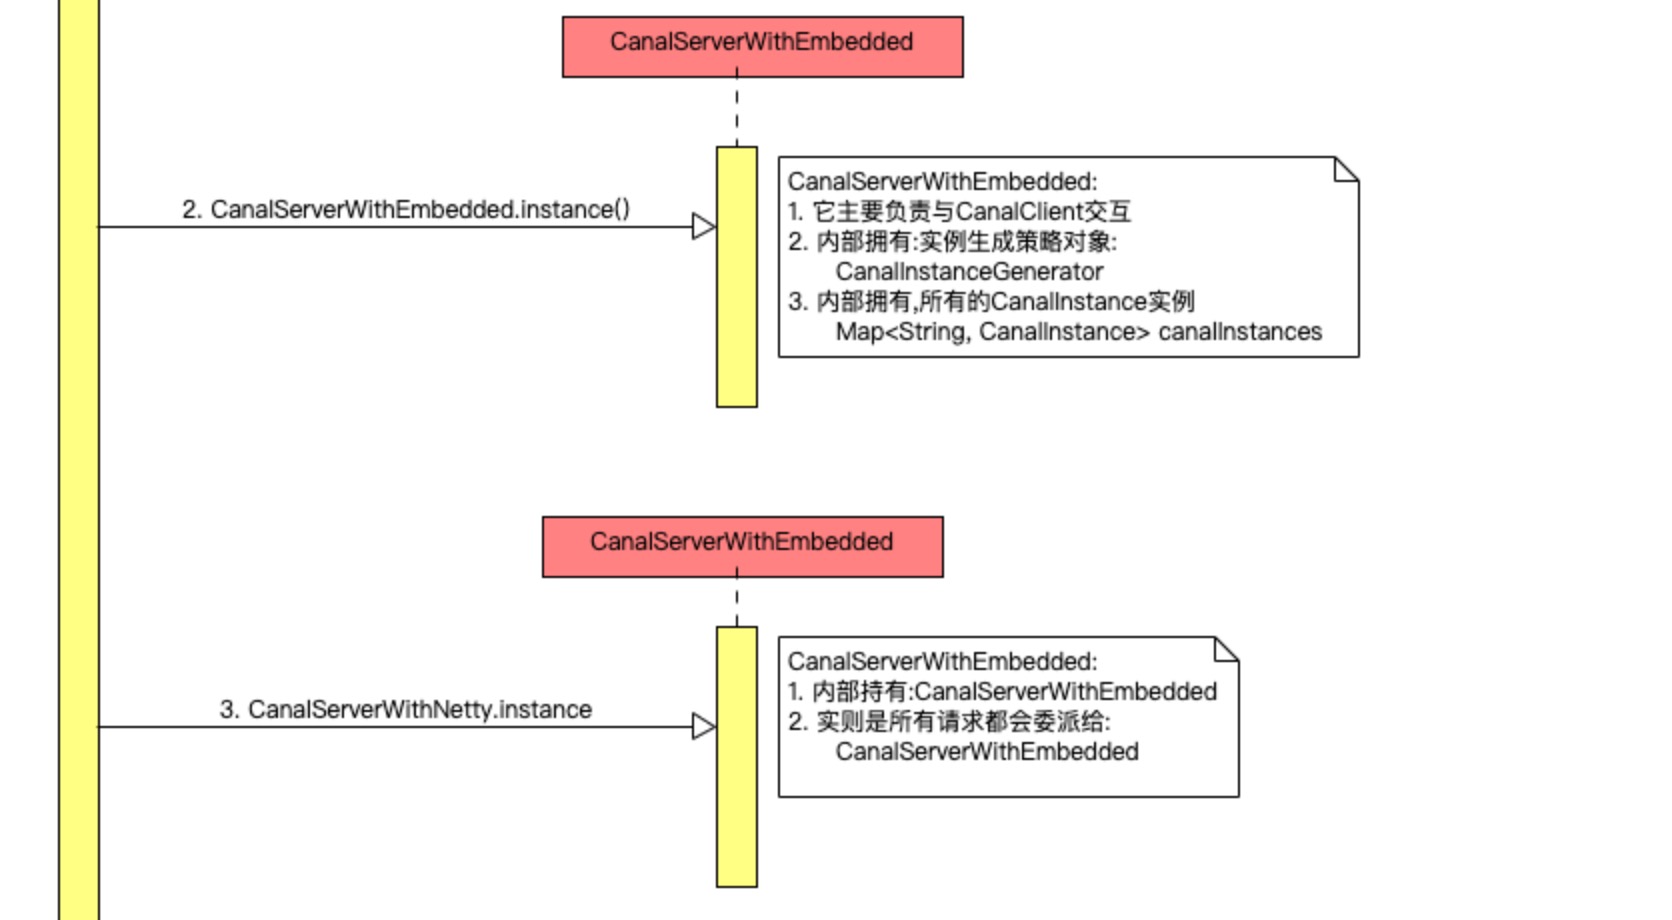 CanalServerWithEmbedded
2. CanalServerWithEmbedded.instance()
CanalServerWithEmbedded:
1. 它主要负责与CanalClient交互
2. 内部拥有:实例生成策略对象:
CanalInstanceGenerator
3. 内部拥有,所有的CanalInstance实例
Map<String, CanalInstance> canalInstances
CanalServerWithEmbedded
3. CanalServerWithNetty.instance
CanalServerWithEmbedded:
1. 内部持有:CanalServerWithEmbedded
2. 实则是所有请求都会委派给:
CanalServerWithEmbedded